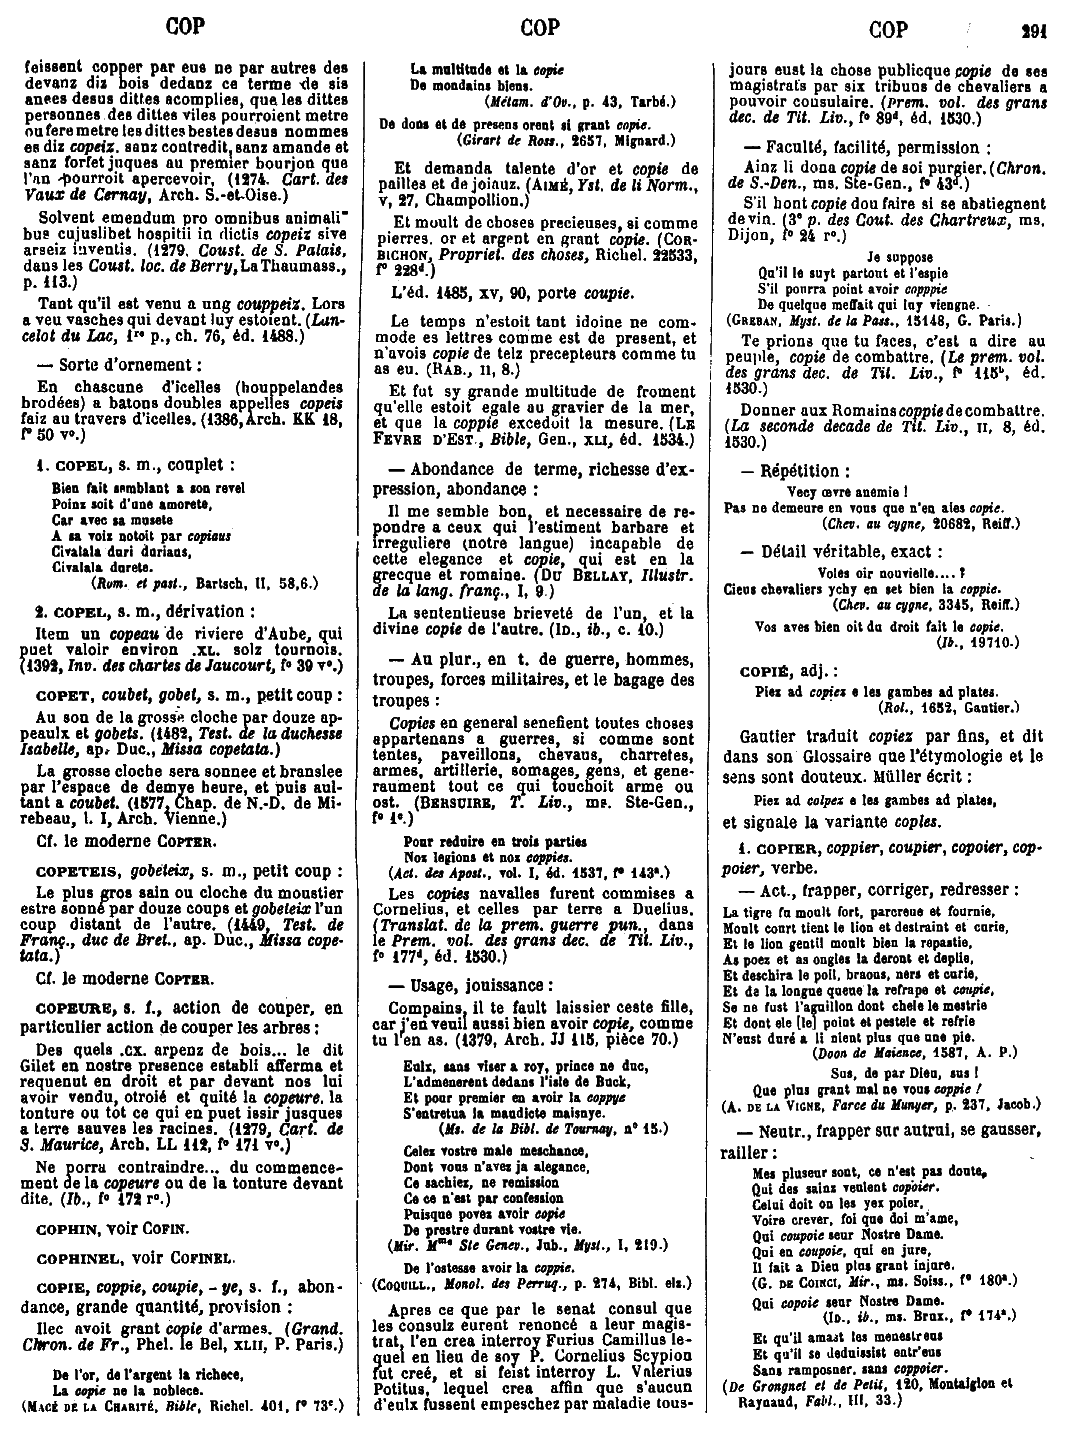 COP
COP
COP
291
feissent copper par eus ne par autres des
devanz diz bois dedanz ce terme de sis
anees desus dittes acomplies, que les dittes
personnes des dittes viles pourroient metre
ou fere metre les dittes bestes desus nommes
es diz copeiz. sanz contredit, sanz amande et
sanz forfet juques au premier bourjon que
l'an pourroit apercevoir, (1274. Cart. des
Vaux de Cernay, Arch. S.-et-Oise.)
Solvent emendum pro omnibus animali-
bus cujuslibet hospitii in dictis copeiz sive
arseiz inventis. (1279. Coust. de S. Palais,
dans les Coust. loc. de Berry, La Thaumass.,
p. 113.)
Tant qu'il est venu a ung couppeiz. Lors
a veu vasches qui devant luy estoient. (Lan-
celot du Lac, 1re p., ch. 76, éd. 1488.)
— Sorte d'ornement :
En chascune d'icelles (houppelandes
brodées) a batons doubles appelles copeis
faiz au travers d'icelles. (1386, Arch. KK 18,
f° 50 v°.)
1. COPEL, s. m., couplet :
Bien fait semblant a son revel
Poinz soit d'une amorete,
Car avec sa musete
A sa voiz notoit par copiaus
Civalala duri duriaus,
Civalala durete.
(Rom. et past., Bartsch, II, 58,6.)
2. COPEL, s. m., dérivation :
Item un copeau de riviere d'Aube, qui
puet valoir environ .XL. solz tournois.
(1392, Inv. des chartes de Jaucourt, f° 39 v°.)
COPET, coubet, gobet, s. m., petit coup :
Au son de la grosse cloche par douze ap-
peaulx et gobets. (1482, Test. de la duchesse
Isabelle, ap. Duc., Missa copetata.)
La grosse cloche sera sonnee et branslee
par l'espace de demye heure, et puis aul-
tant a coubet. (1577, Chap. de N.-D. de Mi-
rebeau, l. I, Arch. Vienne.)
Cf. le moderne COPTER.
COPETEIS, gobeteix, s. m., petit coup :
Le plus gros sain ou cloche du moustier
estre sonné par douze coups et gobeteix l'un
coup distant de l'autre. (1449, Test. de
Franç., duc de Bret., ap. Duc., Missa cope-
tata.)
Cf. le moderne COPTER.
COPEURE, s. f., action de couper, en
particulier action de couper les arbres :
Des quels .CX. arpenz de bois... le dit
Gilet en nostre presence establi afferma et
requenut en droit et par devant nos lui
avoir vendu, otroié et quité la copeure, la
tonture ou tot ce qui en puet issir jusques
a terre sauves les racines. (1279, Cart. de
S. Maurice, Arch. LL 112, f° 171 v°.)
Ne porra contraindre... du commence-
ment de la copeure ou de la tonture devant
dite. (Ib., f° 172 r°.)
COPHIN, voir COFIN.
COPHINEL, voir COFINEL.
COPIE, coppie, coupie, - ye, s. f., abon-
dance, grande quantité, provision :
Ilec avoit grant copie d'armes. (Grand.
Chron. de Fr., Phel. le Bel, XLII, P. Paris.)
De l'or, de l'argent la richece,
La copie ne la noblece.
(MACÉ DE LA CHARITÉ, Bible, Richel. 401, f° 73c.)
La multitude et la copie
De mondains biens.
(Métam. d'Ov., p. 43, Tarbé.)
De dons et de presens orent si grant copie.
(Girart de Ross., 2657, Mignard.)
Et demanda talente d'or et copie de
pailles et de joiauz. (AIMÉ, Yst. de li Norm.,
V, 27, Champollion.)
Et moult de choses precieuses, si comme
pierres. or et argent en grant copie. (COR-
BICHON, Propriet. des choses, Richel. 22533,
f° 228d.)
L'éd. 1485, XV, 90, porte coupie.
Le temps n'estoit tant idoine ne com-
mode es lettres comme est de present, et
n'avois copie de telz precepteurs comme tu
as eu. (RAB., II, 8.)
Et fut sy grande multitude de froment
qu'elle estoit egale au gravier de la mer,
et que la coppie excedoit la mesure. (LE
FEVRE D'EST., Bible, Gen., XLI, éd. 1534.)
— Abondance de terme, richesse d'ex-
pression, abondance :
Il me semble bon, et necessaire de re-
pondre a ceux qui l'estiment barbare et
irreguliere (notre langue) incapable de
cette elegance et copie, qui est en la
grecque et romaine. (DU BELLAY, Illustr.
de la lang. franç., I, 9.)
La sententieuse brieveté de l'un, et la
divine copie de l'autre. (ID., ib., c. 10.)
— Au plur., en t. de guerre, hommes,
troupes, forces militaires, et le bagage des
troupes :
Copies en general senefient toutes choses
appartenans a guerres, si comme sont
tentes, paveillons, chevaus, charretes,
armes, artillerie, somages, gens, et gene-
raument tout ce qui touchoit arme ou
ost. (BERSUIRE, T. Liv., ms. Ste-Gen.,
f° 1c.)
Pour reduire en trois parties
Noz legions et noz coppies.
(Act. des Apost., vol. I, éd. 1537, f° 143a.)
Les copies navalles furent commises a
Cornelius, et celles par terre a Duelius.
(Translat. de la prem. guerre pun., dans
le Prem. vol. des grans dec. de Tit. Liv.,
f° 177d, éd. 1530.)
— Usage, jouissance :
Compains, il te fault laissier ceste fille,
car j'en veuil aussi bien avoir copie, comme
tu l'en as. (1379, Arch. JJ 115, pièce 70.)
Eulx, sans viser a roy, prince ne duc,
L'admenerent dedans l'isle de Buck,
Et pour premier en avoir la coppye
S'entretua la maudicte maisnye.
(Ms. de la Bibl. de Tournay, n° 15.)
Celez vostre male meschance,
Dont vous n'avez ja alegance,
Ce sachiez, ne remission
Ce ce n'est par confession
Puisque povez avoir copie
De prestre durant vostre vie.
(Mir. Mme Ste Genev., Jub., Myst., I, 219.)
De l'ostesse avoir la coppie.
(COQUILL., Monol. des Perruq., p. 274, Bibl. elz.)
Apres ce que par le senat consul que
les consulz eurent renoncé a leur magis-
trat, l'en crea interroy Furius Camillus le-
quel en lieu de soy P. Cornelius Scypion
fut creé, et si feist interroy L. Valerius
Potitus, lequel crea affin que s'aucun
d'eulx fussent empeschez par maladie tous-
jours eust la chose publicque copie de ses
magistrats par six tribuns de chevaliers a
pouvoir consulaire. (Prem. vol. des grans
dec. de Tit. Liv., f° 89d, éd. 1530.)
— Faculté, facilité, permission :
Ainz li dona copie de soi purgier. (Chron.
de S.-Den., ms. Ste-Gen., f° 43d.)
S'il hont copie dou faire si se abstiegnent
de vin. (3e p. des Cout. des Chartreux, ms.
Dijon, f° 24 r°.)
Je suppose
Qu'il le suyt partout et l'espie
S'il pourra point avoir copppie
De quelque meffait qui luy viengne.
(GREBAN, Myst. de la Pass., 15148, G. Paris.)
Te prions que tu faces, c'est a dire au
peuple, copie de combattre. (Le prem. vol.
des grans dec. de Tit. Liv., f° 115b, éd.
1530.)
Donner aux Romains coppie de combattre.
(La seconde decade de Tit. Liv., II, 8, éd.
1530.)
— Répétition :
Vecy œvre anemie !
Pas ne demeure en vous que n'en ales copie.
(Chev. au cygne, 20682, Reiff.)
— Détail véritable, exact :
Voles oir nouvielle.... ?
Cieus chevaliers ychy en set bien la coppie.
(Chev. au cygne, 3345, Reiff.)
Vos aves bien oit du droit fait le copie.
(Ib., 19710.)
COPIÉ, adj. :
Piez ad copiez e les gambes ad plates.
(Rol., 1652, Gautier.)
Gautier traduit copiez par fins, et dit
dans son Glossaire que l'étymologie et le
sens sont douteux. Müller écrit :
Piez ad colpez e les gambes ad plates,
et signale la variante coples.
1. COPIER, coppier, coupier, copoier, cop-
poier, verbe.
— Act., frapper, corriger, redresser :
La tigre fu moult fort, parcreue et fournie,
Moult court tient le lion et destraint et curie,
Et le lion gentil moult bien la repastie,
As poez et as ongles la deront et deplie,
Et deschira le poil, braons, ners et curie,
Et de la longue queue la refrape et coupie,
Se ne fust l'aguillon dont chele le mestrie
Et dont ele [le] point et pestele et refrie
N'eust duré a li nient plus que une pie.
(Doon de Maience, 1587, A. P.)
Sus, de par Dieu, sus !
Que plus grant mal ne vous coppie !
(A. DE LA VIGNE, Farce du Munyer, p. 237, Jacob.)
— Neutr., frapper sur autrui, se gausser,
railler :
Mes pluseur sont, ce n'est pas doute,
Qui des sainz veulent copoier.
Celui doit on les yex poler,
Voire crever, foi que doi m'ame,
Qui coupoie seur Nostre Dame.
Qui en coupoie, qui en jure,
Il fait a Dieu plus grant injure.
(G. DE COINCI, Mir., ms. Soiss., f° 180a.)
Qui copoie seur Nostre Dame.
(ID., ib., ms. Brux., f° 174a.)
Et qu'il amast les menestreus
Et qu'il se deduissist entr'eus
Sans ramposner, sans coppoier.
(De Grongnet et de Petit, 120, Montaiglon et
Raynaud, Fabl., III, 33.)